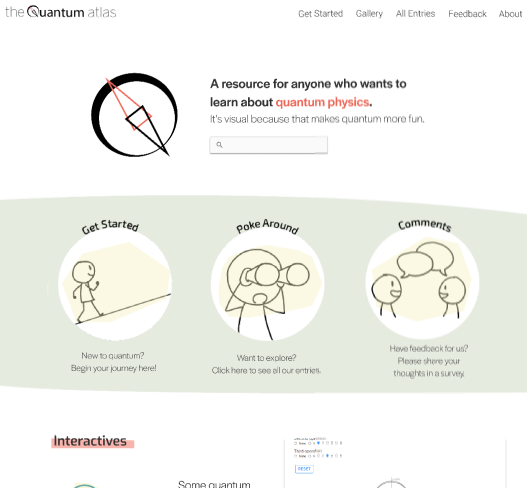 the Quantum atlas
Get Started Gallery All Entries Feedback About
A resource for anyone who wants to
learn about quantum physics.
It's visual because that makes quantum more fun.
Get Started
Poke Around
Comments
New to quantum?
Begin your journey here!
Want to explore?
Click here to see all our entries.
Have feedback for us?
Please share your
thoughts in a survey.
Interactives
Some quantum
Third operation
RESET